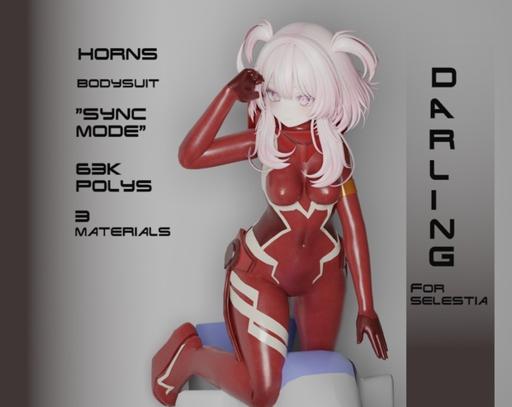 HORNS
BODYSUIT
"SYNC
MODE"
63K
POLYS
3
MATERIALS
DARLING
FOR
SELESTIA